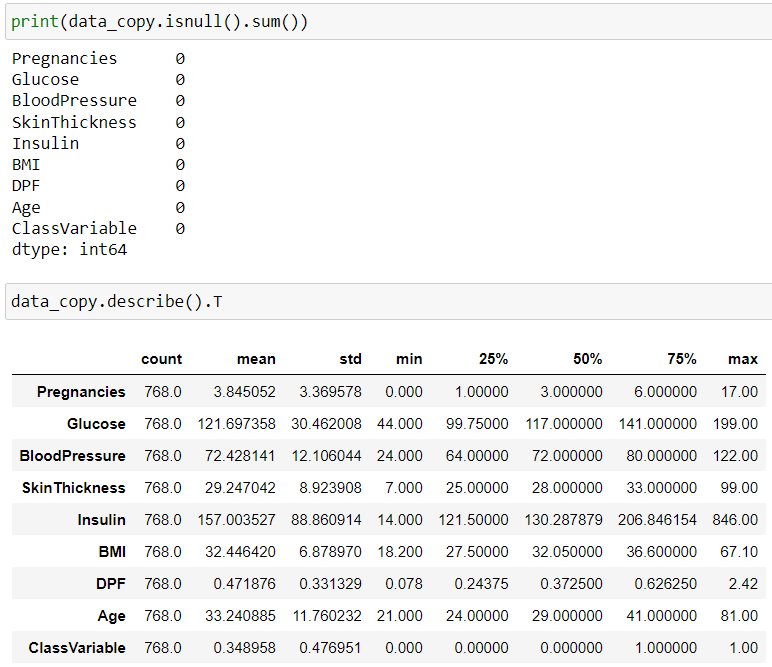 print(data_copy.isnull().sum())
Pregnancies 0
Glucose 0
BloodPressure 0
SkinThickness 0
Insulin 0
BMI 0
DPF 0
Age 0
ClassVariable 0
dtype: int64
data_copy.describe().T
count mean std min 25% 50% 75% max
Pregnancies 768.0 3.845052 3.369578 0.000 1.00000 3.000000 6.000000 17.00
Glucose 768.0 121.697358 30.462008 44.000 99.75000 117.000000 141.000000 199.00
BloodPressure 768.0 72.428141 12.106044 24.000 64.00000 72.000000 80.000000 122.00
SkinThickness 768.0 29.247042 8.923908 7.000 25.00000 28.000000 33.000000 99.00
Insulin 768.0 157.003527 88.860914 14.000 121.50000 130.287879 206.846154 846.00
BMI 768.0 32.446420 6.878970 18.200 27.50000 32.050000 36.600000 67.10
DPF 768.0 0.471876 0.331329 0.078 0.24375 0.372500 0.626250 2.42
Age 768.0 33.240885 11.760232 21.000 24.00000 29.000000 41.000000 81.00
ClassVariable 768.0 0.348958 0.476951 0.000 0.00000 0.000000 1.000000 1.00